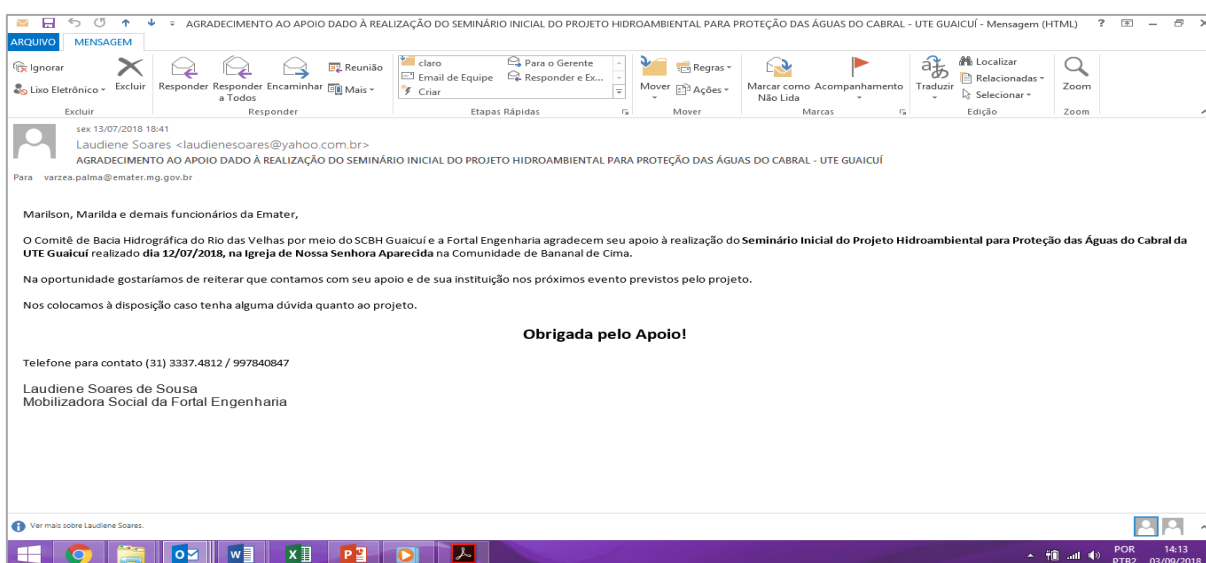 AGRADECIMENTO AO APOIO DADO À REALIZAÇÃO DO SEMINÁRIO INICIAL DO PROJETO HIDROAMBIENTAL PARA PROTEÇÃO DAS ÁGUAS DO CABRAL - UTE GUAICUÍ - Mensagem (HTML) ?
ARQUIVO MENSAGEM
Ignorar
Lixo Eletrônico
Excluir
Excluir
Responder
Responder a Todos
Encaminhar
Reunião
Mais
Responder
claro
Email de Equipe
Criar
Para o Gerente
Responder e Ex...
Etapas Rápidas
Mover
Regras
Ações
Mover
Marcar como Não Lida
Acompanhamento
Marcas
Traduzir
Localizar
Relacionadas
Selecionar
Edição
Zoom
Zoom
sex 13/07/2018 18:41
Laudiene Soares <laudienesoares@yahoo.com.br>
AGRADECIMENTO AO APOIO DADO À REALIZAÇÃO DO SEMINÁRIO INICIAL DO PROJETO HIDROAMBIENTAL PARA PROTEÇÃO DAS ÁGUAS DO CABRAL - UTE GUAICUÍ
Para varzea.palma@emater.mg.gov.br
Marilson, Marilda e demais funcionários da Emater,
O Comitê de Bacia Hidrográfica do Rio das Velhas por meio do SCBH Guaicuí e a Fortal Engenharia agradecem seu apoio à realização do Seminário Inicial do Projeto Hidroambiental para Proteção das Águas do Cabral da
UTE Guaicuí realizado dia 12/07/2018, na Igreja de Nossa Senhora Aparecida na Comunidade de Bananal de Cima.
Na oportunidade gostaríamos de reiterar que contamos com seu apoio e de sua instituição nos próximos evento previstos pelo projeto.
Nos colocamos à disposição caso tenha alguma dúvida quanto ao projeto.
Obrigada pelo Apoio!
Telefone para contato (31) 3337.4812 / 997840847
Laudiene Soares de Sousa
Mobilizadora Social da Fortal Engenharia
Ver mais sobre Laudiene Soares.
POR 14:13
PTB2 03/09/2018